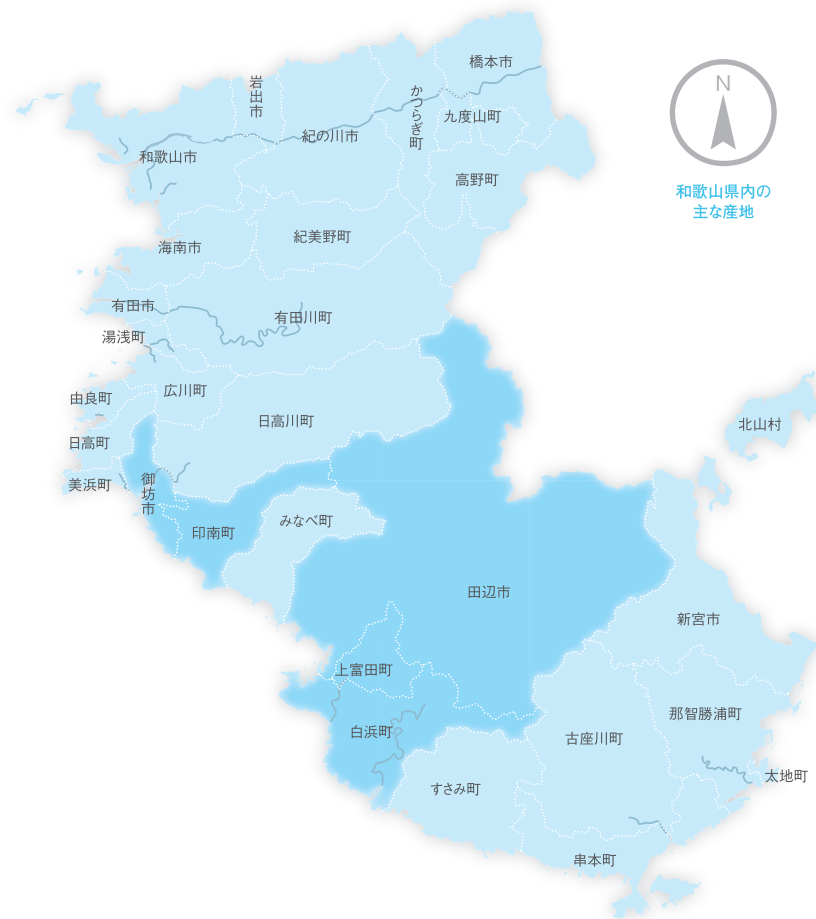 橋本市
岩出市
かつらぎ町
N
九度山町
紀の川市
和歌山市
高野町
和歌山県内の
主な産地
紀美野町
海南市
有田市
有田川町
湯浅町
広川町
由良町
日高川町
北山村
日高町
美浜町
御坊市
みなべ町
印南町
田辺市
新宮市
上富田町
那智勝浦町
白浜町
古座川町
太地町
すさみ町
串本町